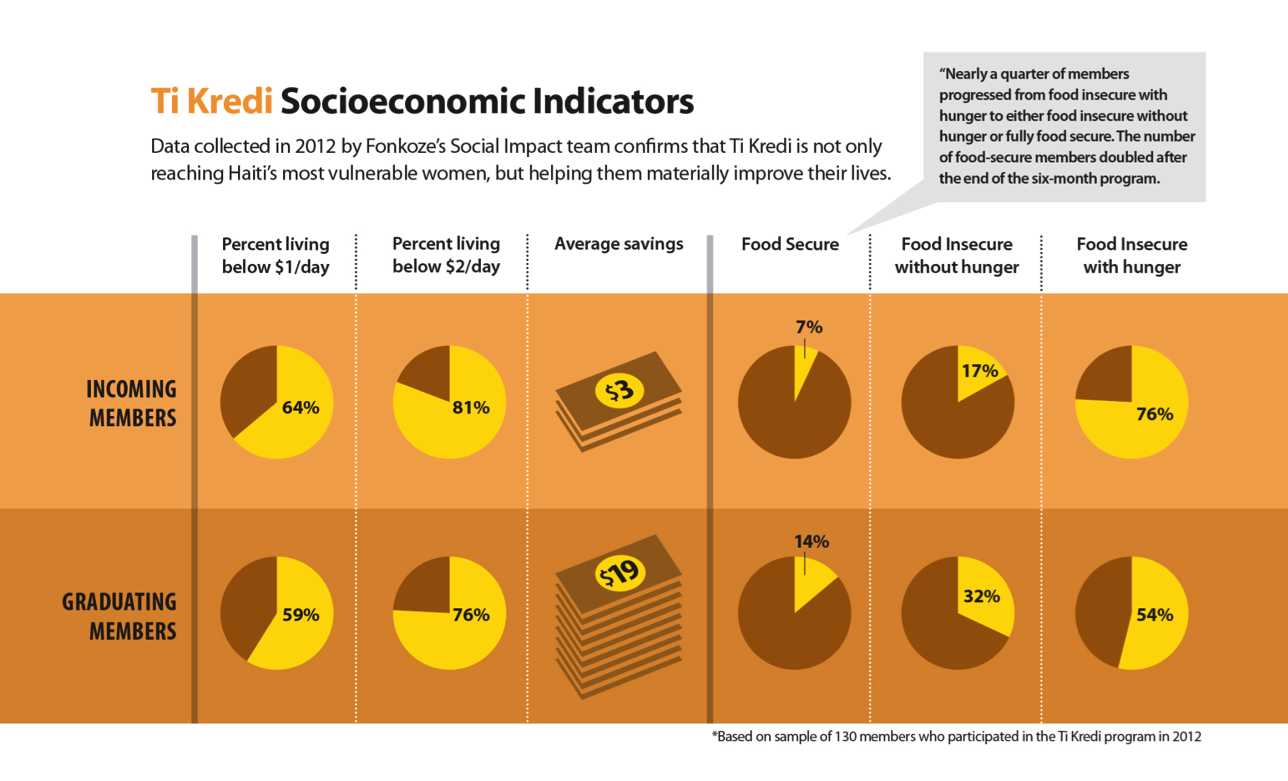 Ti Kredi Socioeconomic Indicators
Data collected in 2012 by Fonkoze’s Social Impact team confirms that Ti Kredi is not only
reaching Haiti’s most vulnerable women, but helping them materially improve their lives.
“Nearly a quarter of members
progressed from food insecure with
hunger to either food insecure without
hunger or fully food secure. The number
of food-secure members doubled after
the end of the six-month program.
Percent living
below $1/day
Percent living
below $2/day
Average savings
Food Secure
Food Insecure
without hunger
Food Insecure
with hunger
INCOMING
MEMBERS
64%
81%
$3
7%
17%
76%
GRADUATING
MEMBERS
59%
76%
$19
14%
32%
54%
*Based on sample of 130 members who participated in the Ti Kredi program in 2012